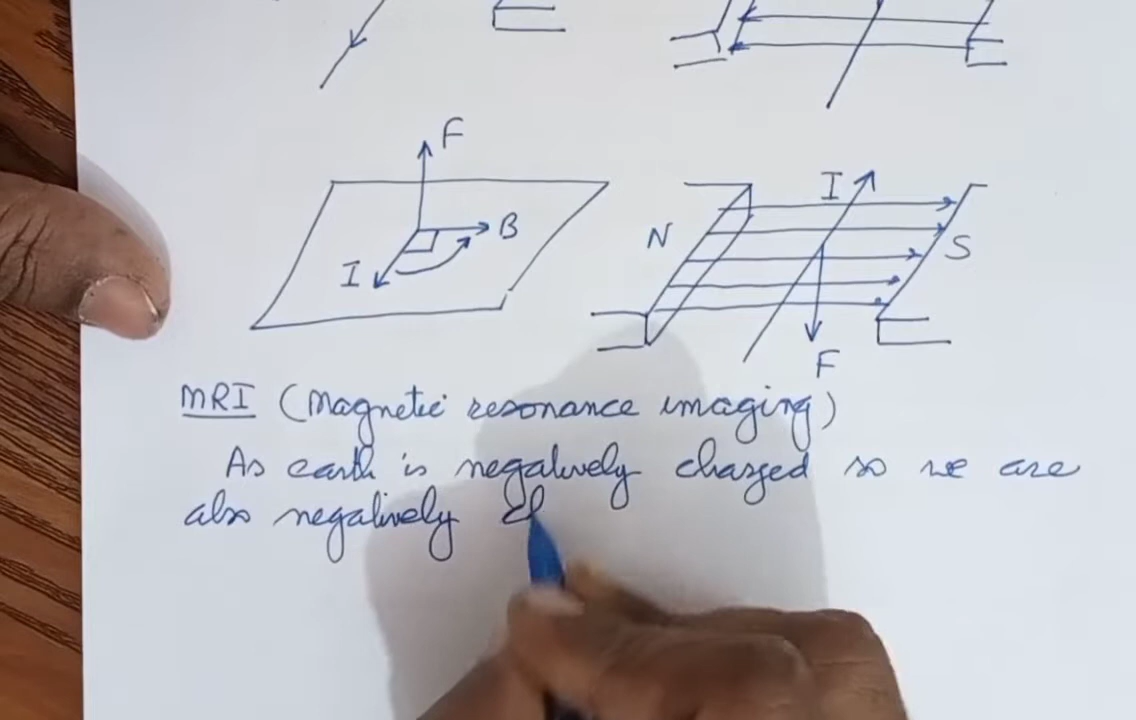 F
B
I
I
N
S
F
MRI (Magnetic resonance imaging)
As earth is negatively charged so we are
also negatively